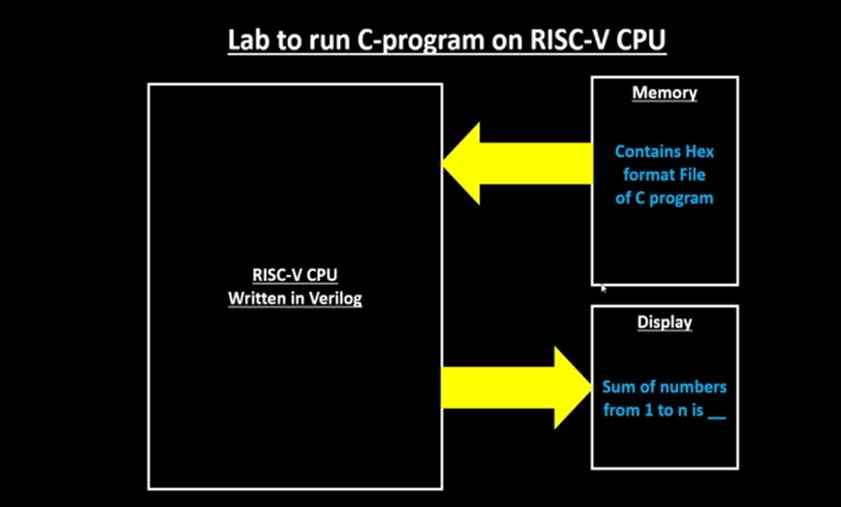 Lab to run C-program on RISC-V CPU
Memory
Contains Hex
format File
of C program
RISC-V CPU
Written in Verilog
Display
Sum of numbers
from 1 to n is __